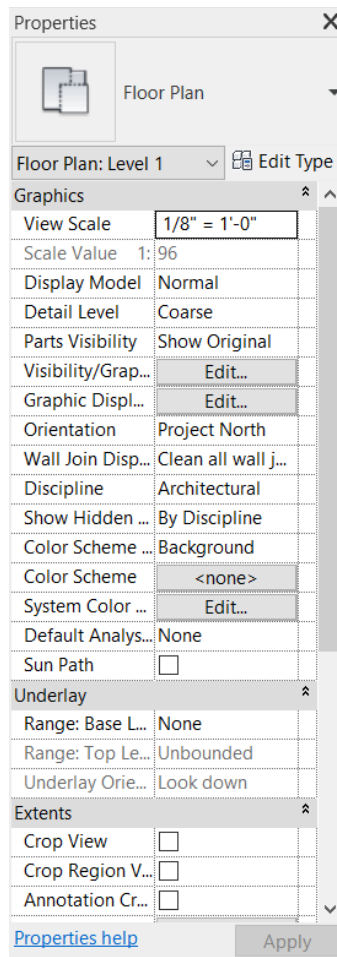 Properties
Floor Plan
Floor Plan: Level 1 Edit Type
Graphics
View Scale 1/8" = 1'-0"
Scale Value 1: 96
Display Model Normal
Detail Level Coarse
Parts Visibility Show Original
Visibility/Grap... Edit...
Graphic Displ... Edit...
Orientation Project North
Wall Join Disp... Clean all wall j...
Discipline Architectural
Show Hidden ... By Discipline
Color Scheme ... Background
Color Scheme <none>
System Color ... Edit...
Default Analys... None
Sun Path
Underlay
Range: Base L... None
Range: Top Le... Unbounded
Underlay Orie... Look down
Extents
Crop View
Crop Region V...
Annotation Cr...
Properties help Apply